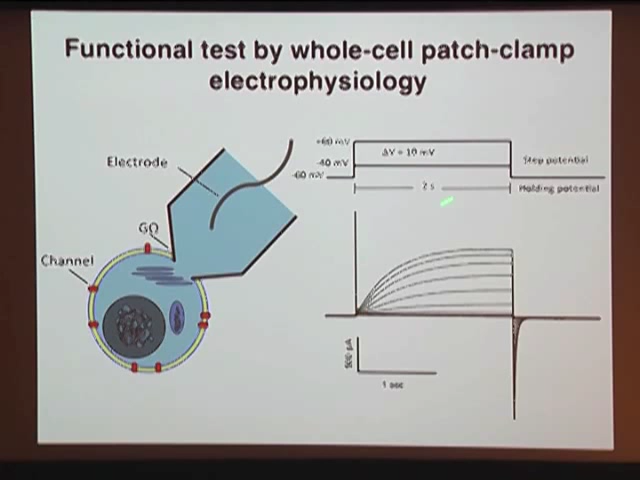 Functional test by whole-cell patch-clamp
electrophysiology
Electrode
GΩ
Channel
+60 mV
-40 mV
-60 mV
ΔV = 10 mV
2 s
Step potential
Holding potential
500 pA
1 sec